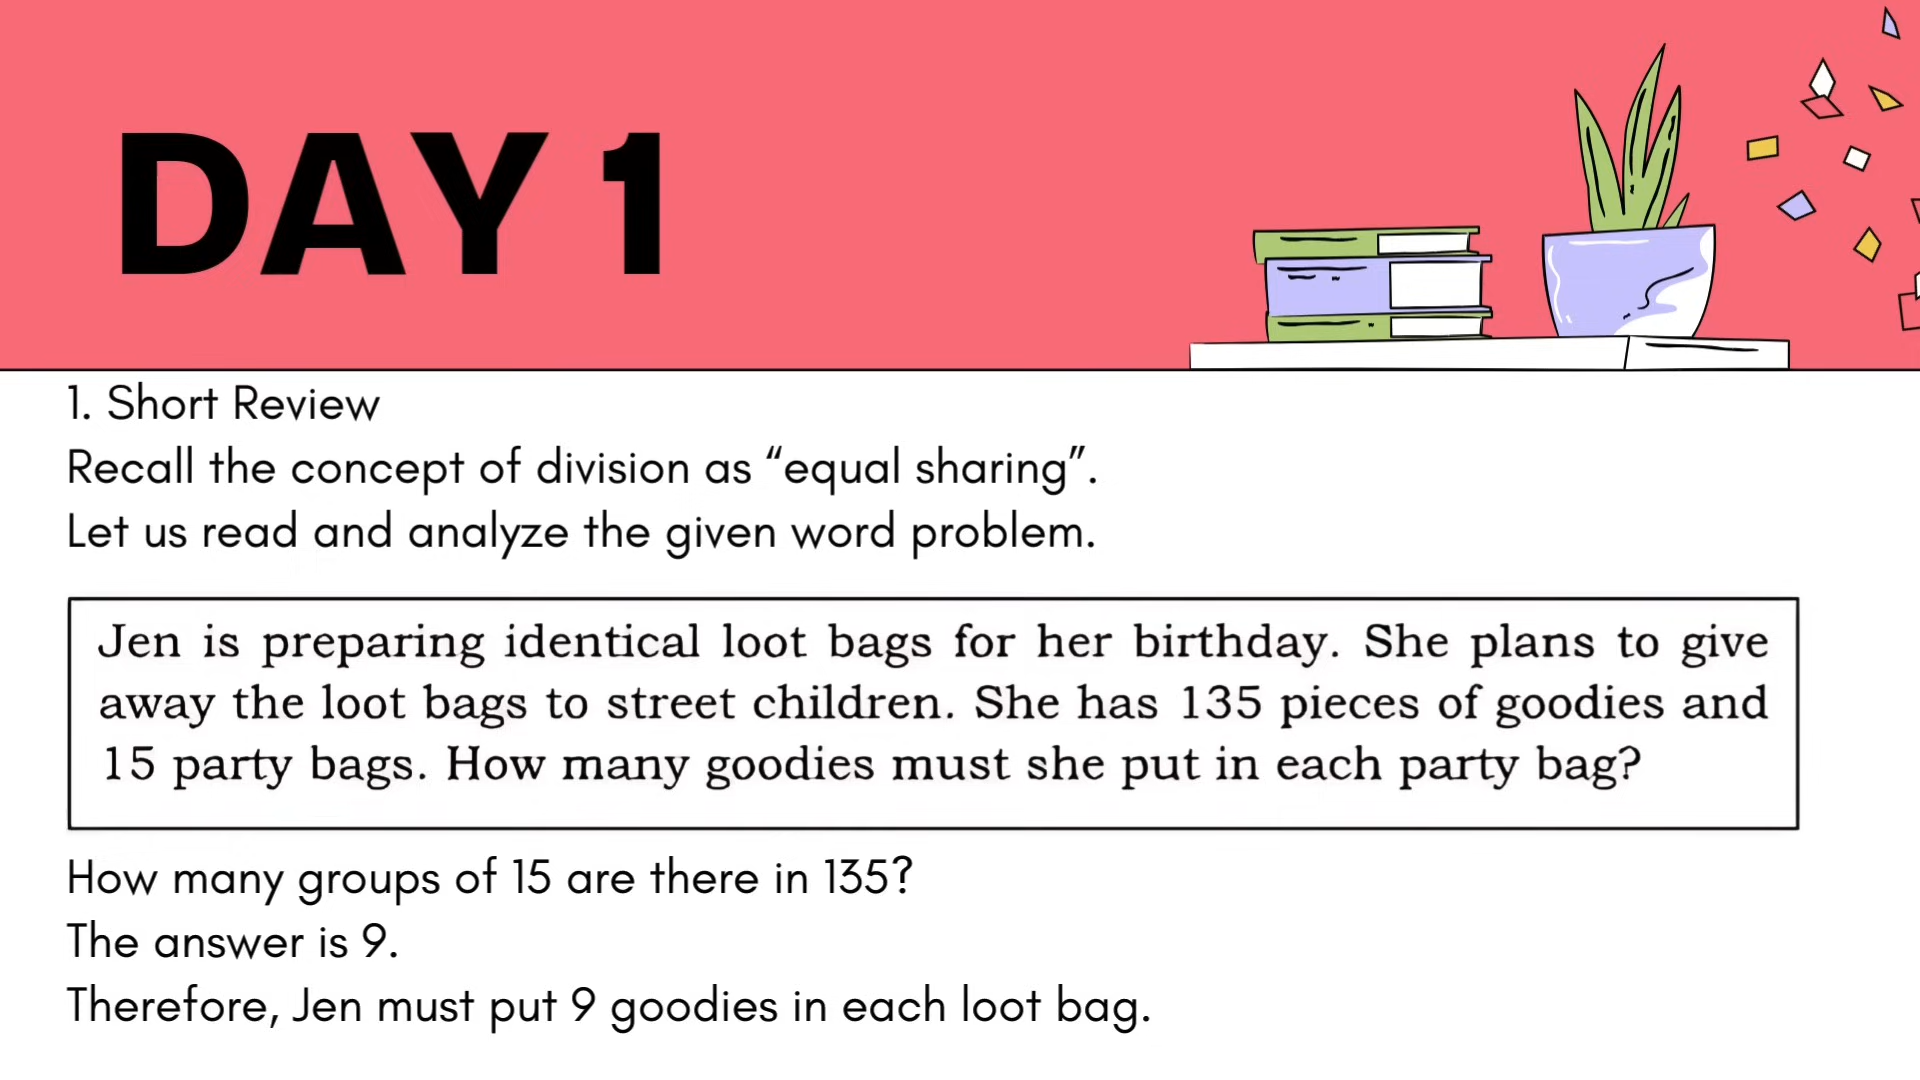 DAY 1
1. Short Review
Recall the concept of division as “equal sharing”.
Let us read and analyze the given word problem.
Jen is preparing identical loot bags for her birthday. She plans to give
away the loot bags to street children. She has 135 pieces of goodies and
15 party bags. How many goodies must she put in each party bag?
How many groups of 15 are there in 135?
The answer is 9.
Therefore, Jen must put 9 goodies in each loot bag.